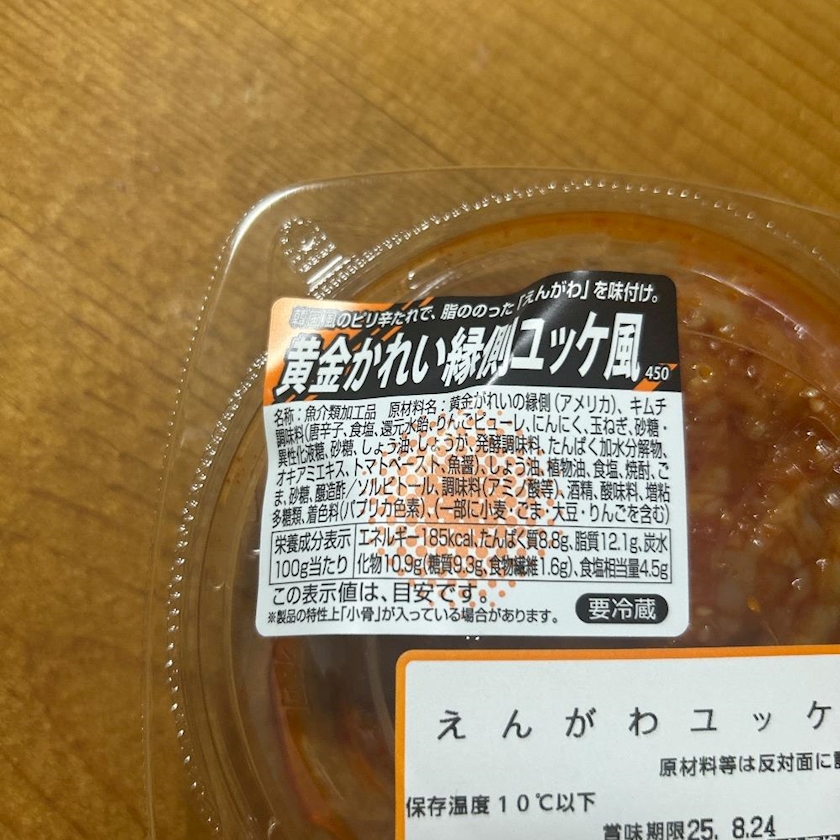 韓国風のピリ辛だれで、脂ののった「えんがわ」を味付け。
黄金かれい縁側ユッケ風 450
名称：魚介類加工品 原材料名：黄金がれいの縁側（アメリカ）、キムチ
調味料（唐辛子、食塩、還元水飴、りんごピューレ、にんにく、玉ねぎ、砂糖・
異性化液糖、砂糖、しょう油、しょうが、発酵調味料、たんぱく加水分解物、
オキアミエキス、トマトペースト、魚醤）、しょう油、植物油、食塩、焼酎、ご
ま、砂糖、醸造酢／ソルビトール、調味料（アミノ酸等）、酒精、酸味料、増粘
多糖類、着色料（パプリカ色素）、（一部に小麦・ごま・大豆・りんごを含む）
栄養成分表示 エネルギー185kcal、たんぱく質8.8g、脂質12.1g、炭水
100g当たり 化物10.9g（糖質9.3g、食物繊維1.6g）、食塩相当量4.5g
この表示値は、目安です。
※製品の特性上「小骨」が入っている場合があります。 要冷蔵
えんがわユッケ
原材料等は反対面に
保存温度10℃以下
賞味期限25. 8.24